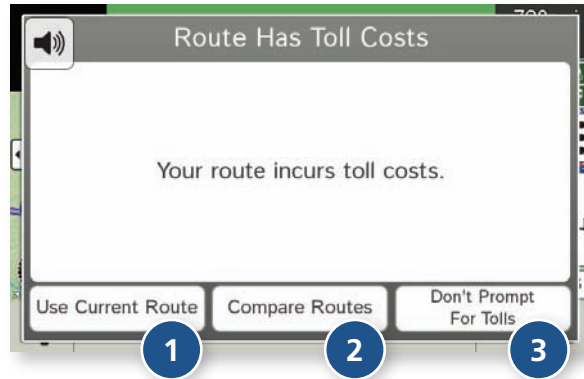 Route Has Toll Costs
Your route incurs toll costs.
Use Current Route
Compare Routes
Don't Prompt
For Tolls
1
2
3